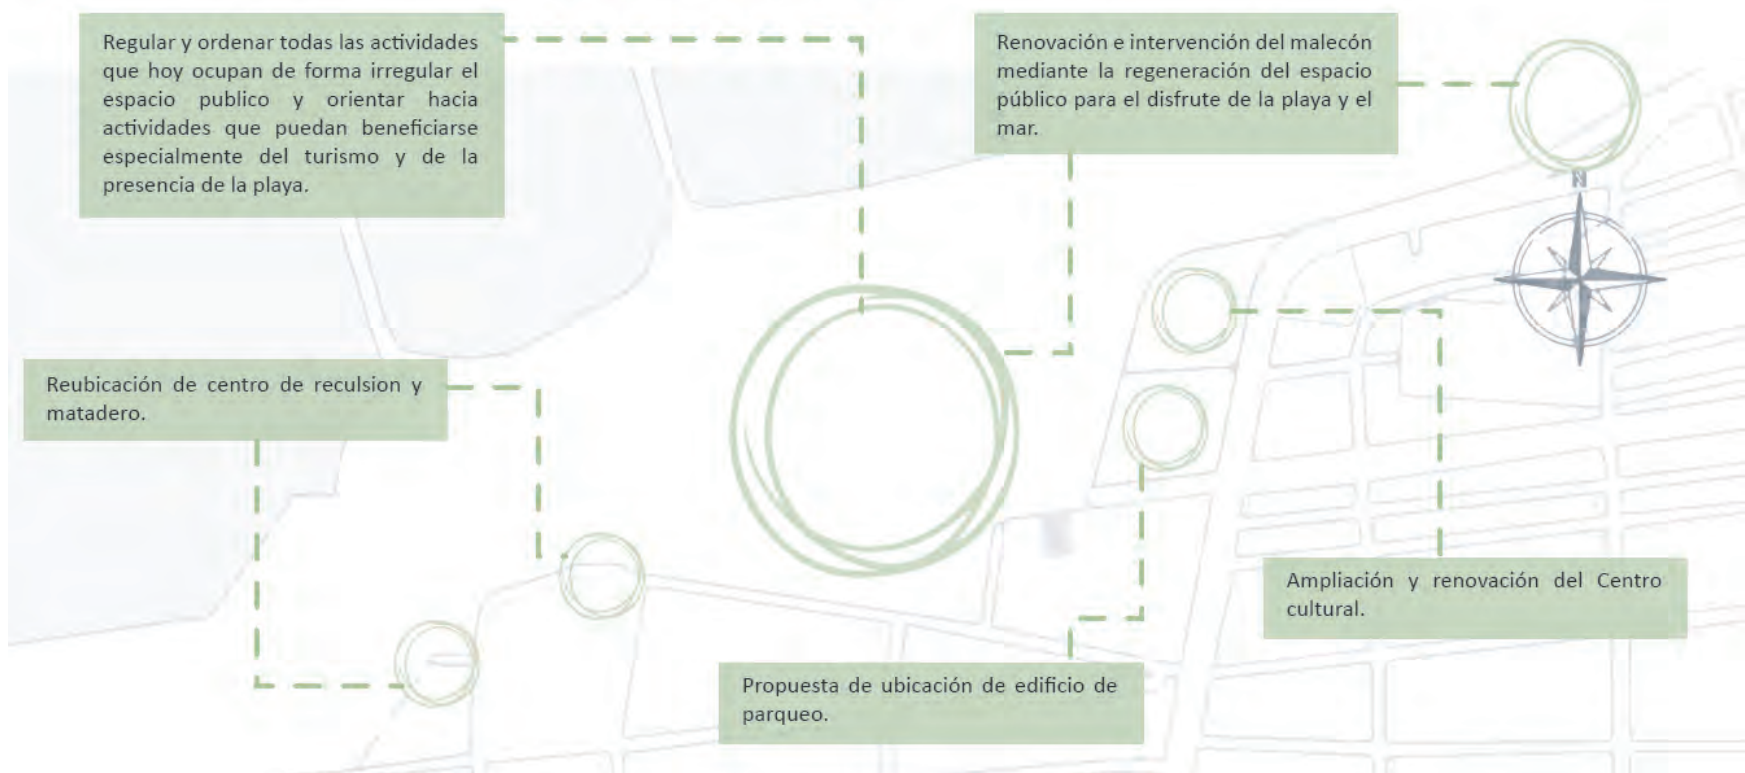 Regular y ordenar todas las actividades
que hoy ocupan de forma irregular el
espacio publico y orientar hacia
actividades que puedan beneficiarse
especialmente del turismo y de la
presencia de la playa.
Renovación e intervención del malecón
mediante la regeneración del espacio
público para el disfrute de la playa y el
mar.
N
Reubicación de centro de reculsion y
matadero.
Ampliación y renovación del Centro
cultural.
Propuesta de ubicación de edificio de
parqueo.